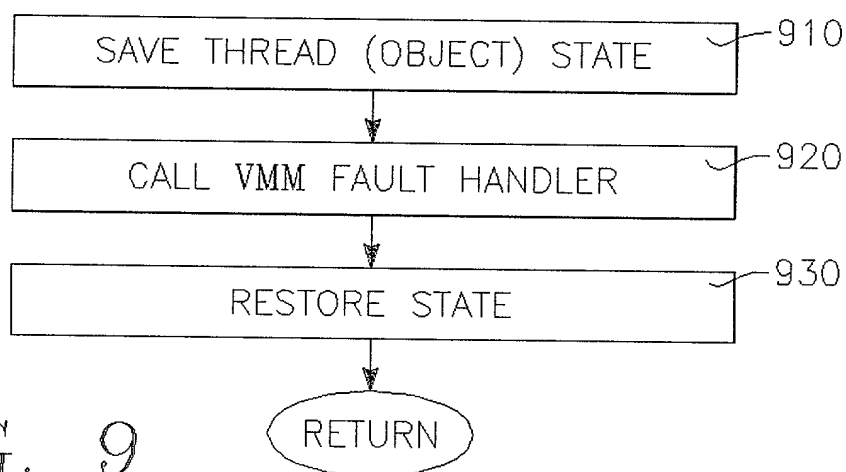 SAVE THREAD (OBJECT) STATE 910
CALL VMM FAULT HANDLER 920
RESTORE STATE 930
RETURN
9